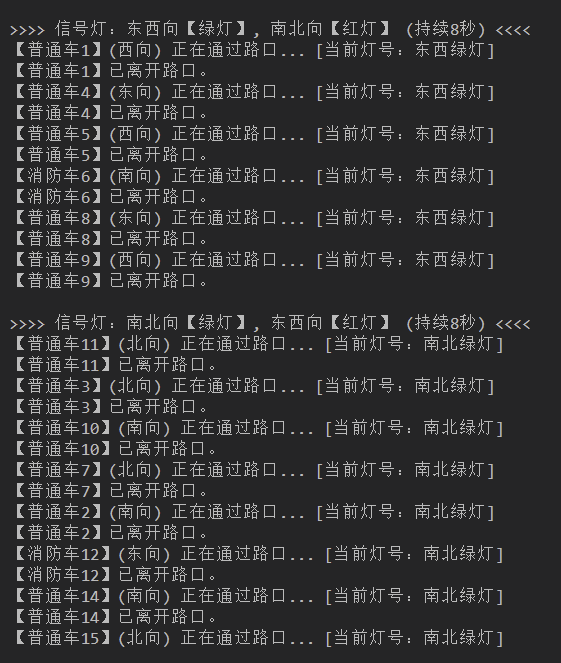 >>>> 信号灯: 东西向【绿灯】, 南北向【红灯】 (持续8秒) <<<<
【普通车1】(西向) 正在通过路口... [当前灯号: 东西绿灯]
【普通车1】已离开路口。
【普通车4】(东向) 正在通过路口... [当前灯号: 东西绿灯]
【普通车4】已离开路口。
【普通车5】(西向) 正在通过路口... [当前灯号: 东西绿灯]
【普通车5】已离开路口。
【消防车6】(南向) 正在通过路口... [当前灯号: 东西绿灯]
【消防车6】已离开路口。
【普通车8】(东向) 正在通过路口... [当前灯号: 东西绿灯]
【普通车8】已离开路口。
【普通车9】(西向) 正在通过路口... [当前灯号: 东西绿灯]
【普通车9】已离开路口。
>>>> 信号灯: 南北向【绿灯】, 东西向【红灯】 (持续8秒) <<<<
【普通车11】(北向) 正在通过路口... [当前灯号: 南北绿灯]
【普通车11】已离开路口。
【普通车3】(北向) 正在通过路口... [当前灯号: 南北绿灯]
【普通车3】已离开路口。
【普通车10】(南向) 正在通过路口... [当前灯号: 南北绿灯]
【普通车10】已离开路口。
【普通车7】(北向) 正在通过路口... [当前灯号: 南北绿灯]
【普通车7】已离开路口。
【普通车2】(南向) 正在通过路口... [当前灯号: 南北绿灯]
【普通车2】已离开路口。
【消防车12】(东向) 正在通过路口... [当前灯号: 南北绿灯]
【消防车12】已离开路口。
【普通车14】(南向) 正在通过路口... [当前灯号: 南北绿灯]
【普通车14】已离开路口。
【普通车15】(北向) 正在通过路口... [当前灯号: 南北绿灯]